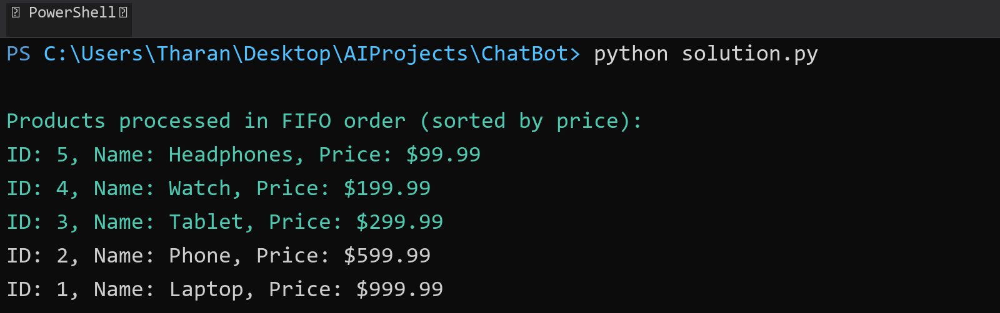 PowerShell
PS C:\Users\Tharan\Desktop\AIProjects\ChatBot> python solution.py
Products processed in FIFO order (sorted by price):
ID: 5, Name: Headphones, Price: $99.99
ID: 4, Name: Watch, Price: $199.99
ID: 3, Name: Tablet, Price: $299.99
ID: 2, Name: Phone, Price: $599.99
ID: 1, Name: Laptop, Price: $999.99